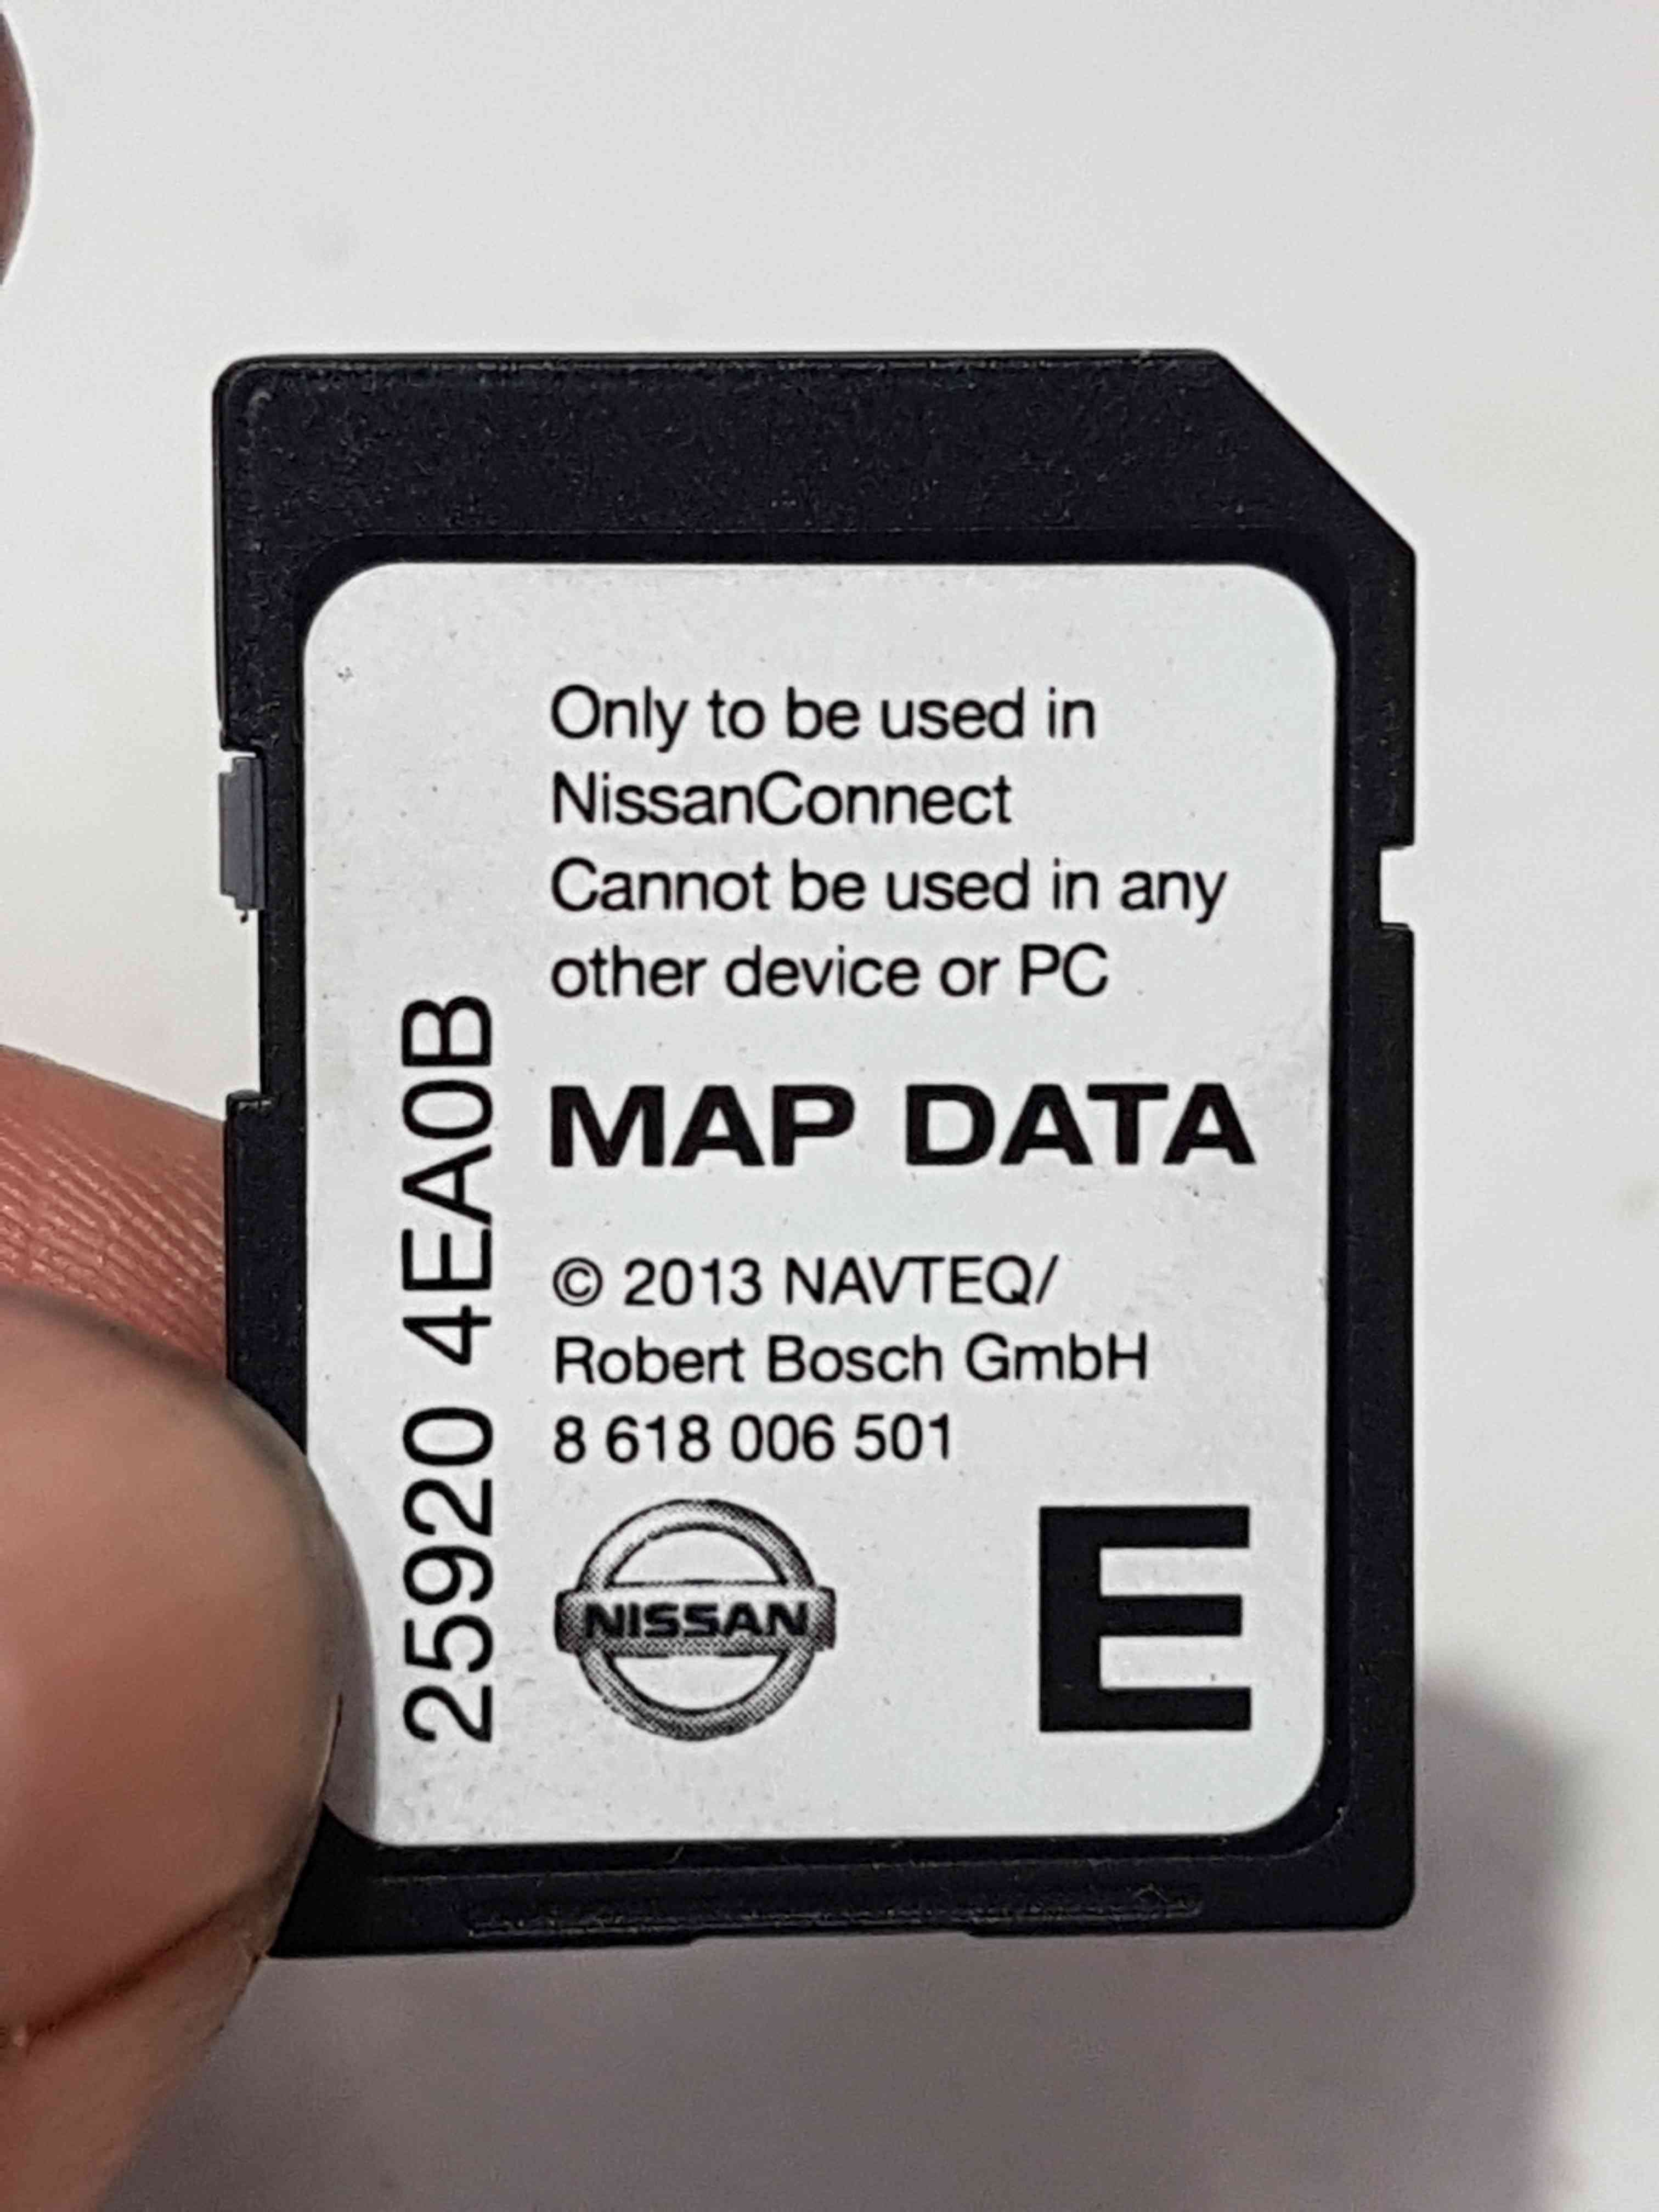 Only to be used in
NissanConnect
Cannot be used in any
other device or PC
MAP DATA
© 2013 NAVTEQ/
Robert Bosch GmbH
8 618 006 501
NISSAN
E
25920 4EA0B